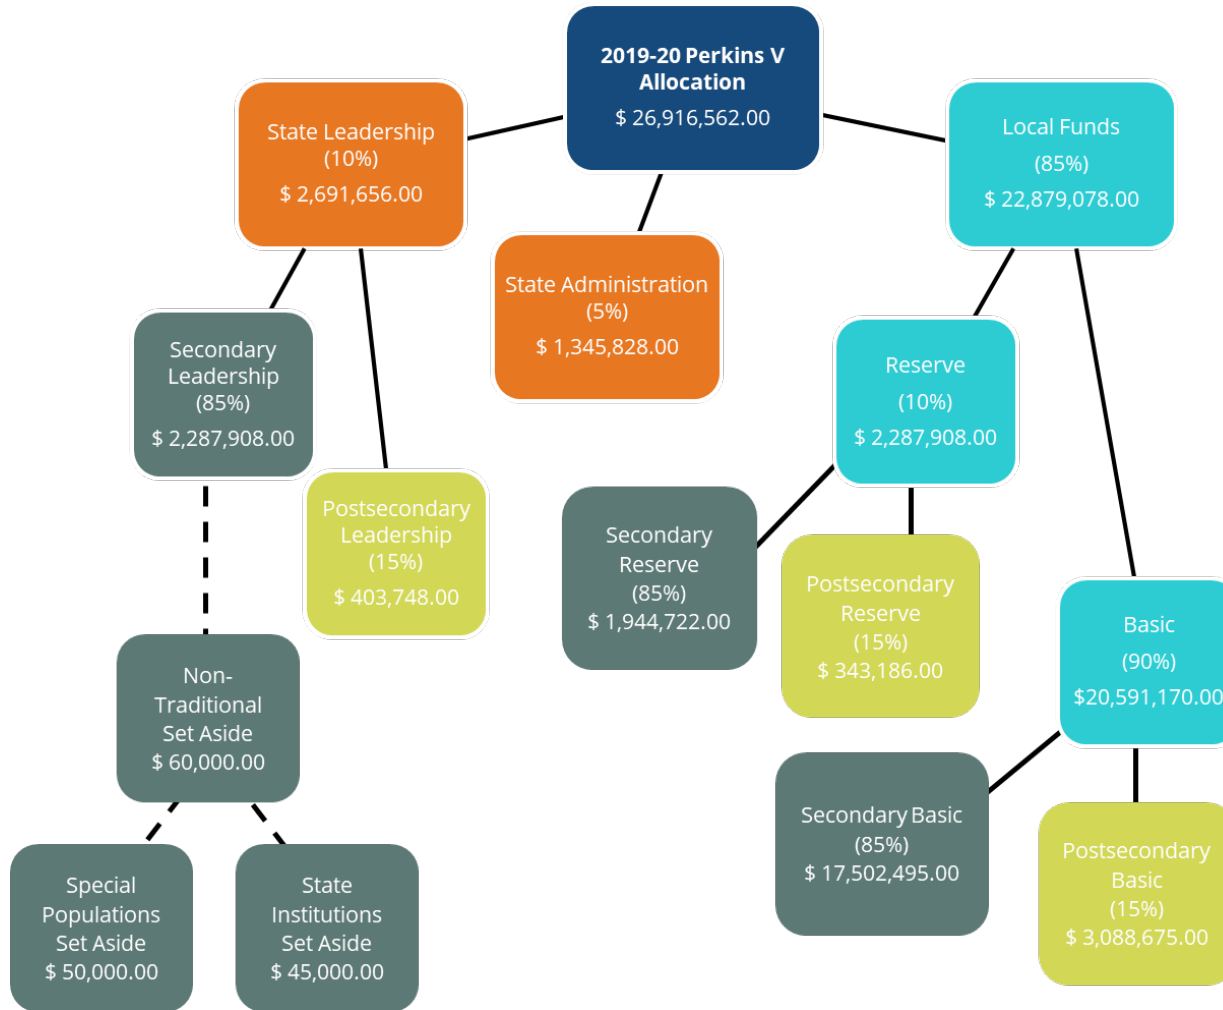 2019-20 Perkins V
Allocation
$ 26,916,562.00
State Leadership
(10%)
$ 2,691,656.00
Local Funds
(85%)
$ 22,879,078.00
State Administration
(5%)
$ 1,345,828.00
Secondary
Leadership
(85%)
$ 2,287,908.00
Reserve
(10%)
$ 2,287,908.00
Postsecondary
Leadership
(15%)
$ 403,748.00
Secondary
Reserve
(85%)
$ 1,944,722.00
Postsecondary
Reserve
(15%)
$ 343,186.00
Basic
(90%)
$20,591,170.00
Non-
Traditional
Set Aside
$ 60,000.00
Secondary Basic
(85%)
$ 17,502,495.00
Postsecondary
Basic
(15%)
$ 3,088,675.00
Special
Populations
Set Aside
$ 50,000.00
State
Institutions
Set Aside
$ 45,000.00